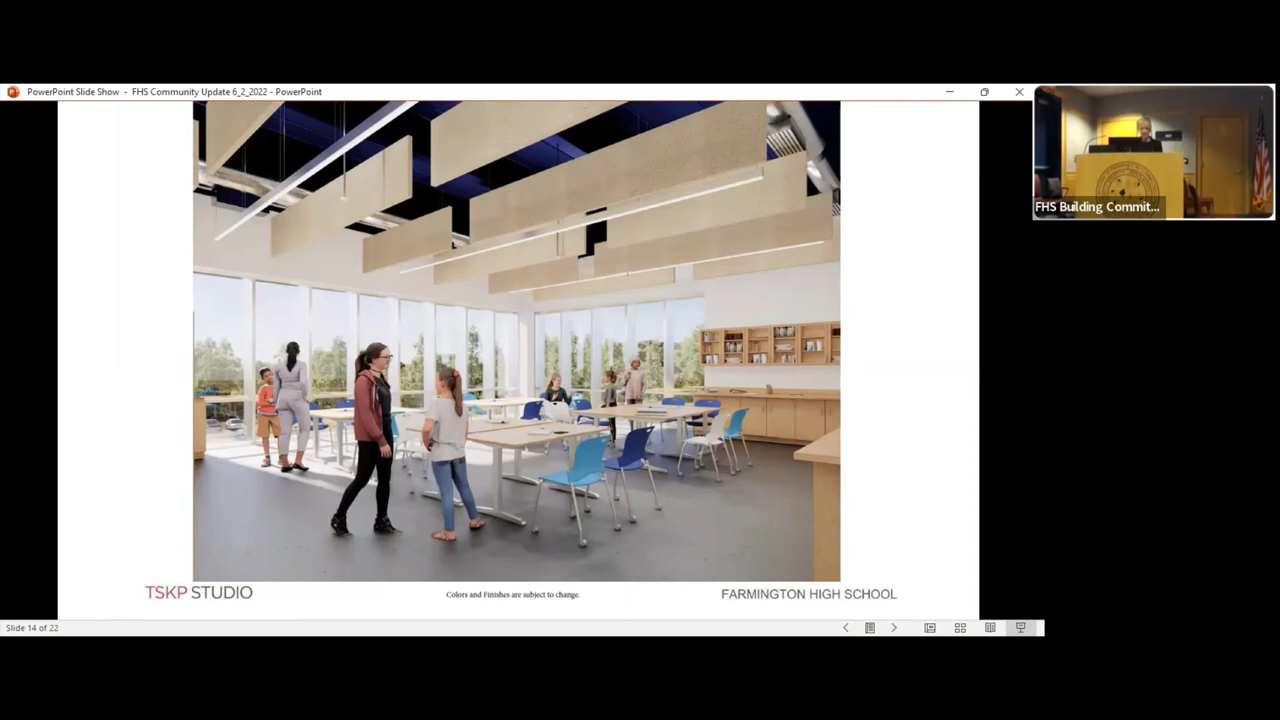 PowerPoint Slide Show - FHS Community Update 6_2_2022 - PowerPoint
FHS Building Commit...
TSKP STUDIO
Colors and Finishes are subject to change.
FARMINGTON HIGH SCHOOL
Slide 14 of 22